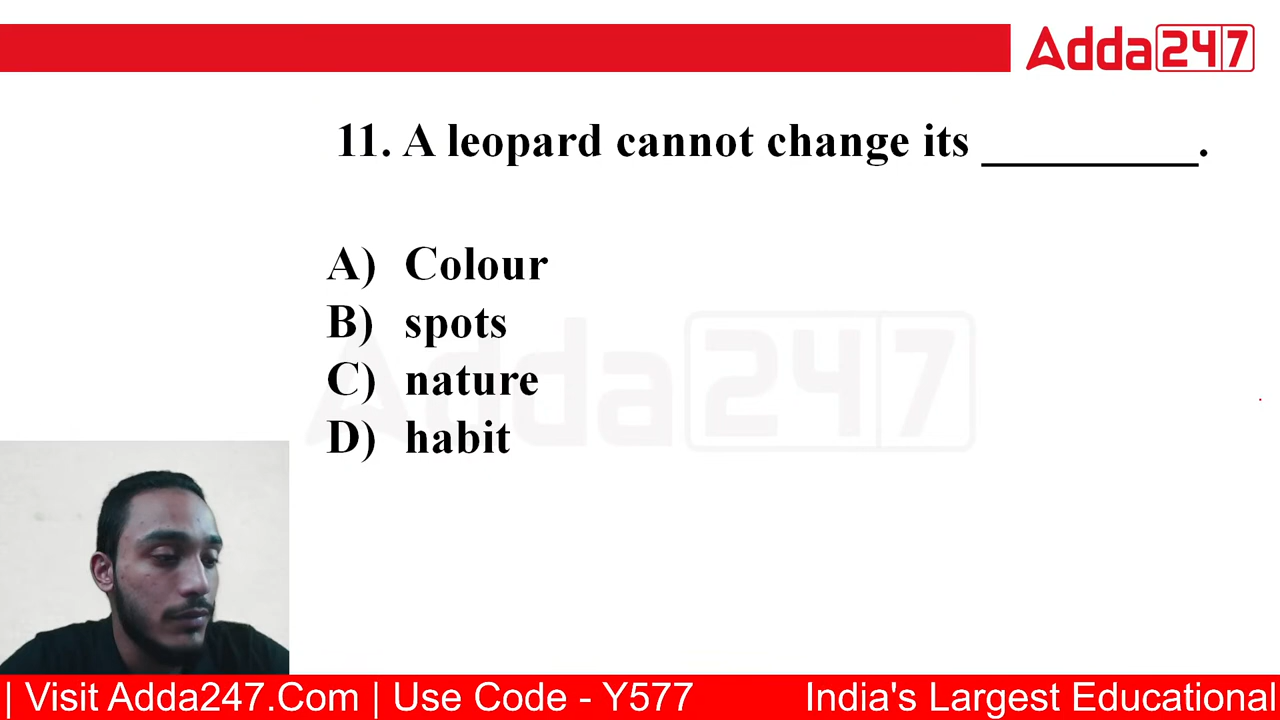 Adda247
11. A leopard cannot change its _________.
A) Colour
B) spots
C) nature
D) habit
Adda247
| Visit Adda247.Com | Use Code - Y577 India's Largest Educational